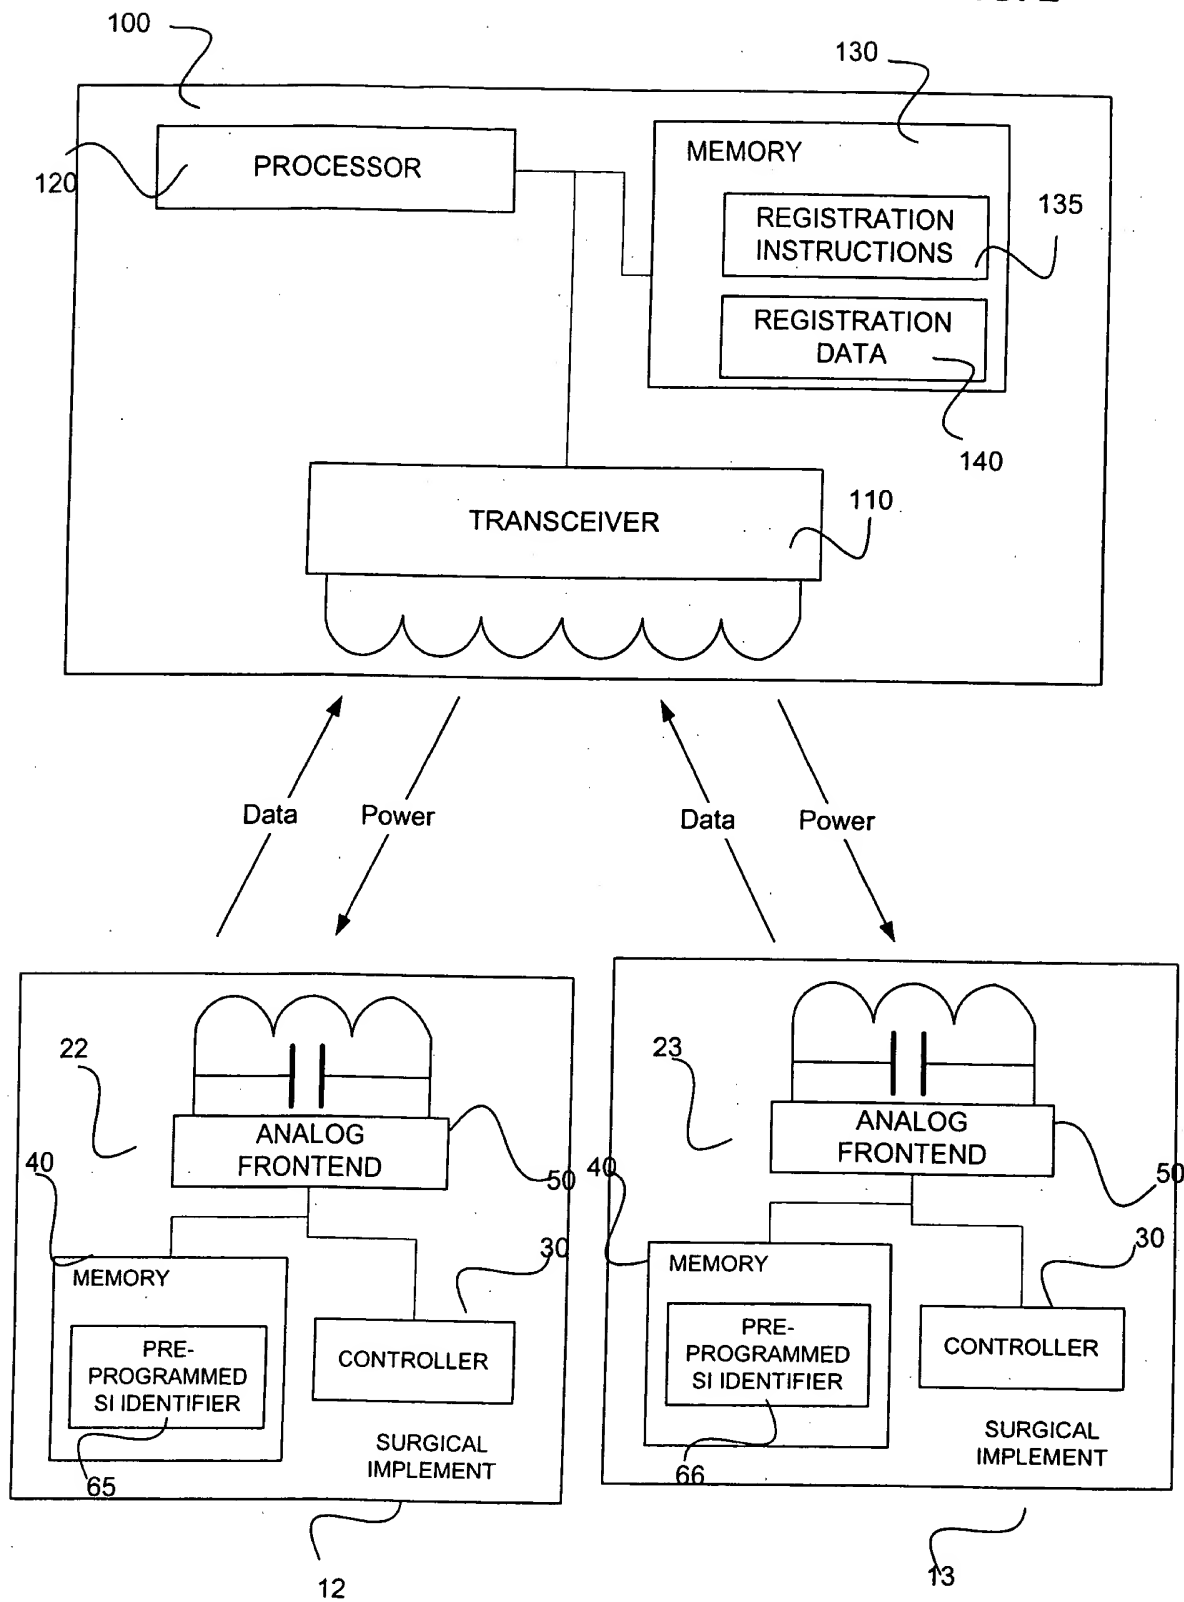 100
130
PROCESSOR
MEMORY
120
135
REGISTRATION
INSTRUCTIONS
REGISTRATION
DATA
140
110
TRANSCEIVER
Data
Power
Data
Power
22
ANALOG
FRONTEND
40
50
30
MEMORY
PRE-
PROGRAMMED
SI IDENTIFIER
CONTROLLER
65
SURGICAL
IMPLEMENT
12
23
ANALOG
FRONTEND
40
50
30
MEMORY
PRE-
PROGRAMMED
SI IDENTIFIER
CONTROLLER
66
SURGICAL
IMPLEMENT
13